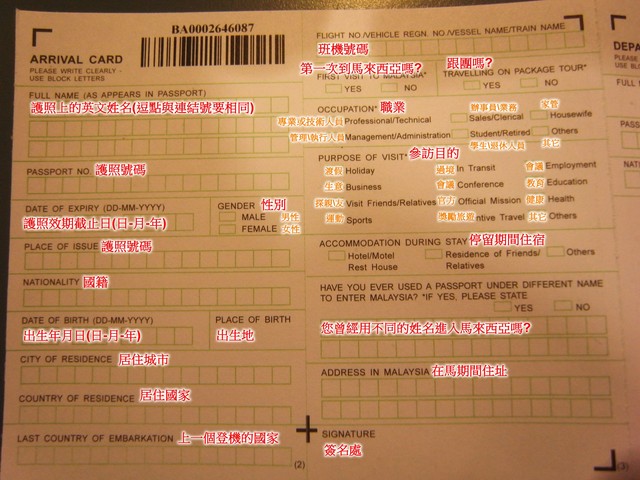 BA0002646087
ARRIVAL CARD
PLEASE WRITE CLEARLY -
USE BLOCK LETTERS
FULL NAME (AS APPEARS IN PASSPORT)
護照上的英文姓名(逗點與連結號要相同)
PASSPORT NO 護照號碼
DATE OF EXPIRY (DD-MM-YYYY)
護照效期截止日(日-月-年)
GENDER 性別
MALE 男性
FEMALE 女性
PLACE OF ISSUE 護照號碼
NATIONALITY 國籍
DATE OF BIRTH (DD-MM-YYYY)
出生年月日(日-月-年)
PLACE OF BIRTH
出生地
CITY OF RESIDENCE 居住城市
COUNTRY OF RESIDENCE 居住國家
LAST COUNTRY OF EMBARKATION 上一個登機的國家
(2)
FLIGHT NO./VEHICLE REGN. NO/VESSEL NAME/TRAIN NAME
班機號碼
第一次到馬來西亞嗎?
FIRST VISIT TO MALAYSIA*
YES NO
跟團嗎?
TRAVELLING ON PACKAGE TOUR*
YES NO
OCCUPATION* 職業
專業或技術人員 Professional/Technical
辦事員\業務
Sales/Clerical
家管
Housewife
管理\執行人員 Management/Administration
Student/Retired
學生\退休人員
Others
其它
PURPOSE OF VISIT* 參訪目的
渡假 Holiday 過境 In Transit 會議 Employment
生意 Business 會議 Conference 教育 Education
探親\友 Visit Friends/Relatives 官方 Official Mission 健康 Health
運動 Sports 獎勵旅遊 ntive Travel 其它 Others
ACCOMMODATION DURING STAY 停留期間住宿
Hotel/Motel
Rest House
Residence of Friends/
Relatives
Others
HAVE YOU EVER USED A PASSPORT UNDER DIFFERENT NAME
TO ENTER MALAYSIA? *IF YES, PLEASE STATE
YES NO
您曾經用不同的姓名進入馬來西亞嗎?
ADDRESS IN MALAYSIA 在馬期間住址
SIGNATURE
簽名處
(3)
DEPA
PLEASE WR
USE BLO
FULL N